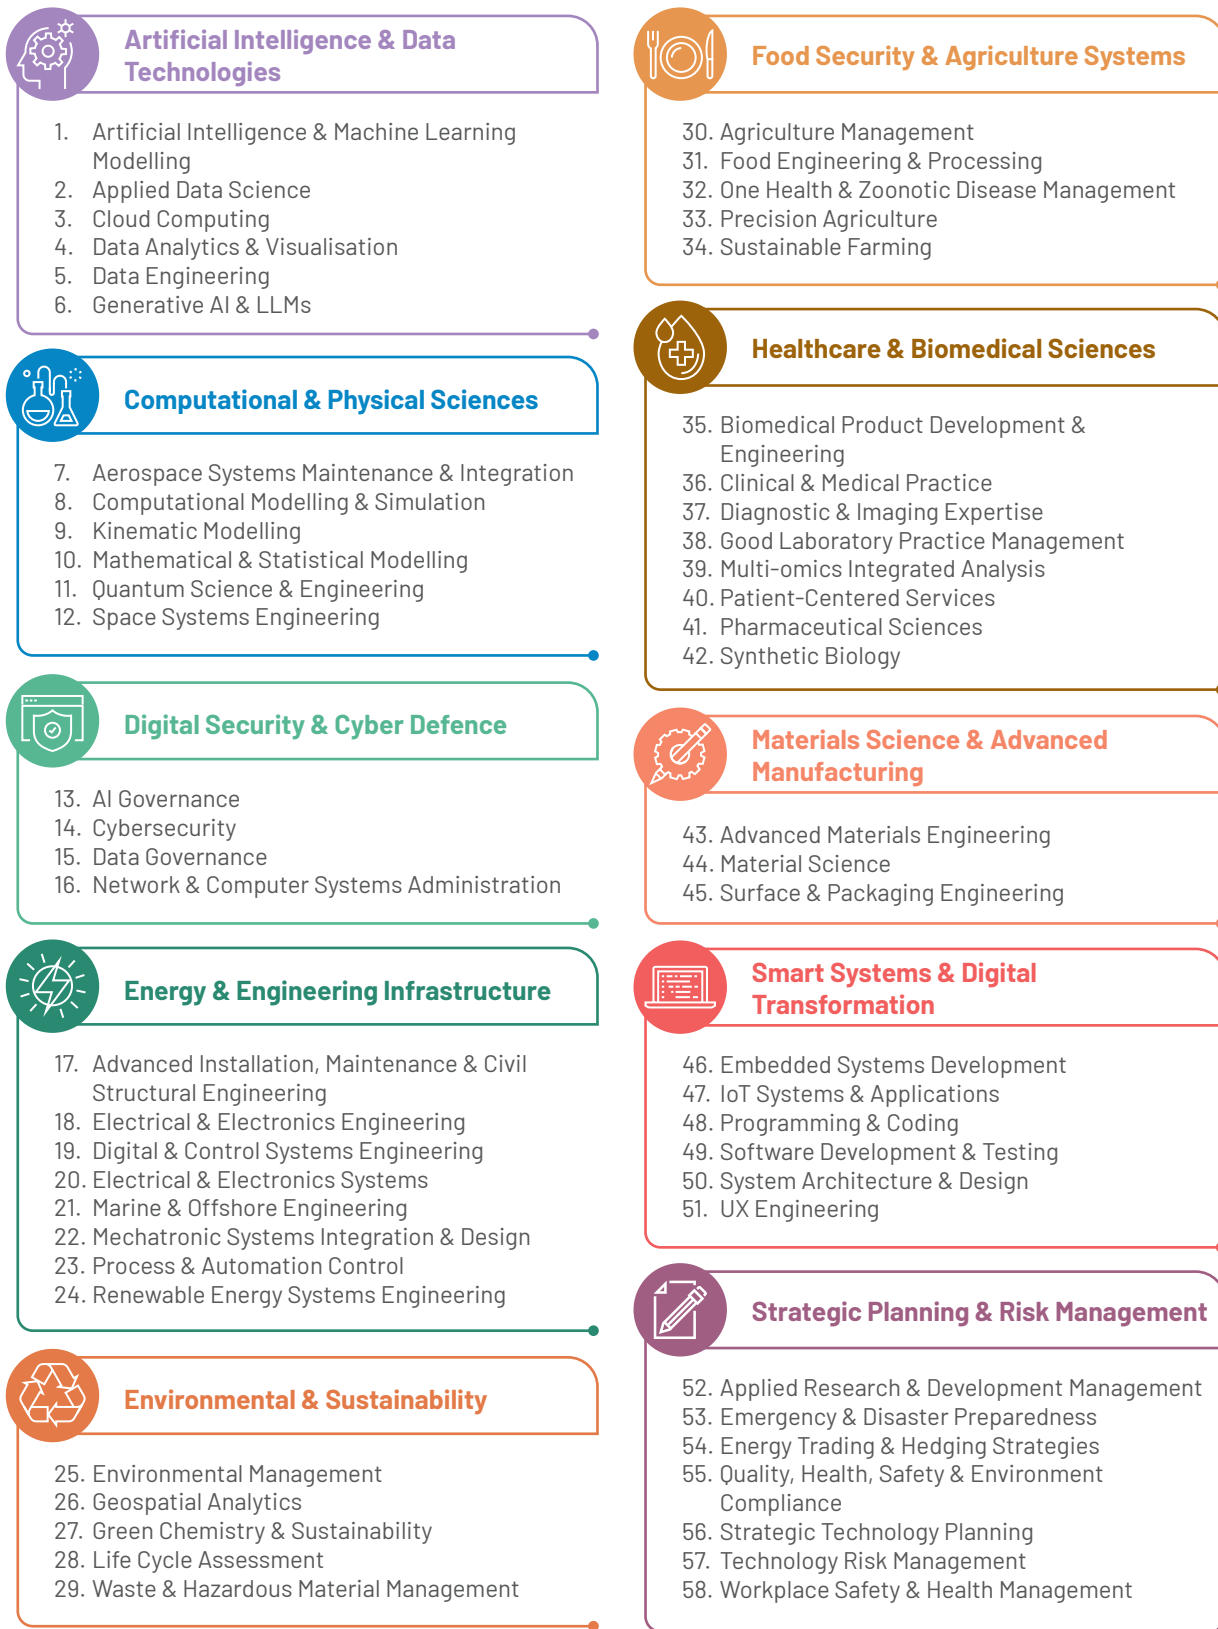 Artificial Intelligence & Data
Technologies
1. Artificial Intelligence & Machine Learning
Modelling
2. Applied Data Science
3. Cloud Computing
4. Data Analytics & Visualisation
5. Data Engineering
6. Generative AI & LLMs
Computational & Physical Sciences
7. Aerospace Systems Maintenance & Integration
8. Computational Modelling & Simulation
9. Kinematic Modelling
10. Mathematical & Statistical Modelling
11. Quantum Science & Engineering
12. Space Systems Engineering
Digital Security & Cyber Defence
13. AI Governance
14. Cybersecurity
15. Data Governance
16. Network & Computer Systems Administration
Energy & Engineering Infrastructure
17. Advanced Installation, Maintenance & Civil
Structural Engineering
18. Electrical & Electronics Engineering
19. Digital & Control Systems Engineering
20. Electrical & Electronics Systems
21. Marine & Offshore Engineering
22. Mechatronic Systems Integration & Design
23. Process & Automation Control
24. Renewable Energy Systems Engineering
Environmental & Sustainability
25. Environmental Management
26. Geospatial Analytics
27. Green Chemistry & Sustainability
28. Life Cycle Assessment
29. Waste & Hazardous Material Management
Food Security & Agriculture Systems
30. Agriculture Management
31. Food Engineering & Processing
32. One Health & Zoonotic Disease Management
33. Precision Agriculture
34. Sustainable Farming
Healthcare & Biomedical Sciences
35. Biomedical Product Development &
Engineering
36. Clinical & Medical Practice
37. Diagnostic & Imaging Expertise
38. Good Laboratory Practice Management
39. Multi-omics Integrated Analysis
40. Patient-Centered Services
41. Pharmaceutical Sciences
42. Synthetic Biology
Materials Science & Advanced
Manufacturing
43. Advanced Materials Engineering
44. Material Science
45. Surface & Packaging Engineering
Smart Systems & Digital
Transformation
46. Embedded Systems Development
47. IoT Systems & Applications
48. Programming & Coding
49. Software Development & Testing
50. System Architecture & Design
51. UX Engineering
Strategic Planning & Risk Management
52. Applied Research & Development Management
53. Emergency & Disaster Preparedness
54. Energy Trading & Hedging Strategies
55. Quality, Health, Safety & Environment
Compliance
56. Strategic Technology Planning
57. Technology Risk Management
58. Workplace Safety & Health Management